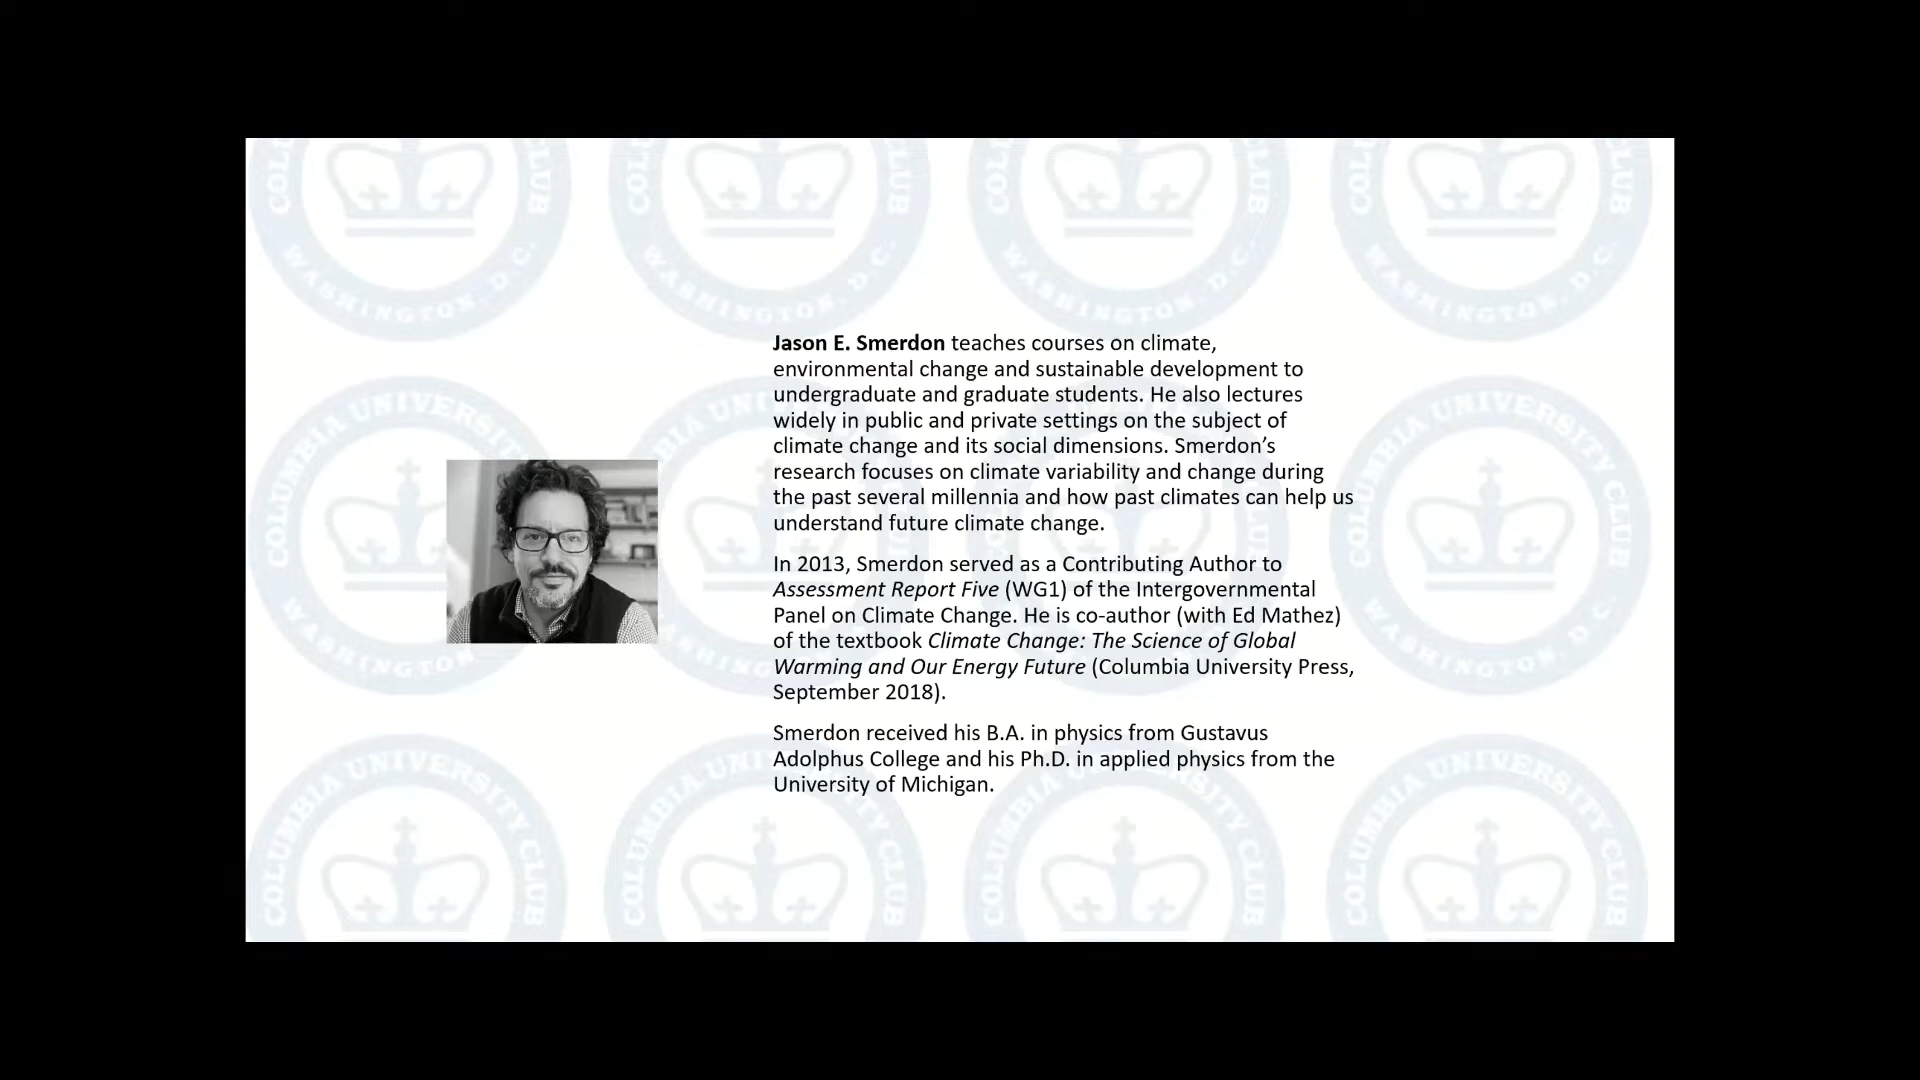 COLUMBIA UNIVERSITY CLUB
WASHINGTON, D.C.
Jason E. Smerdon teaches courses on climate,
environmental change and sustainable development to
undergraduate and graduate students. He also lectures
widely in public and private settings on the subject of
climate change and its social dimensions. Smerdon’s
research focuses on climate variability and change during
the past several millennia and how past climates can help us
understand future climate change.
In 2013, Smerdon served as a Contributing Author to
Assessment Report Five (WG1) of the Intergovernmental
Panel on Climate Change. He is co-author (with Ed Mathez)
of the textbook Climate Change: The Science of Global
Warming and Our Energy Future (Columbia University Press,
September 2018).
Smerdon received his B.A. in physics from Gustavus
Adolphus College and his Ph.D. in applied physics from the
University of Michigan.